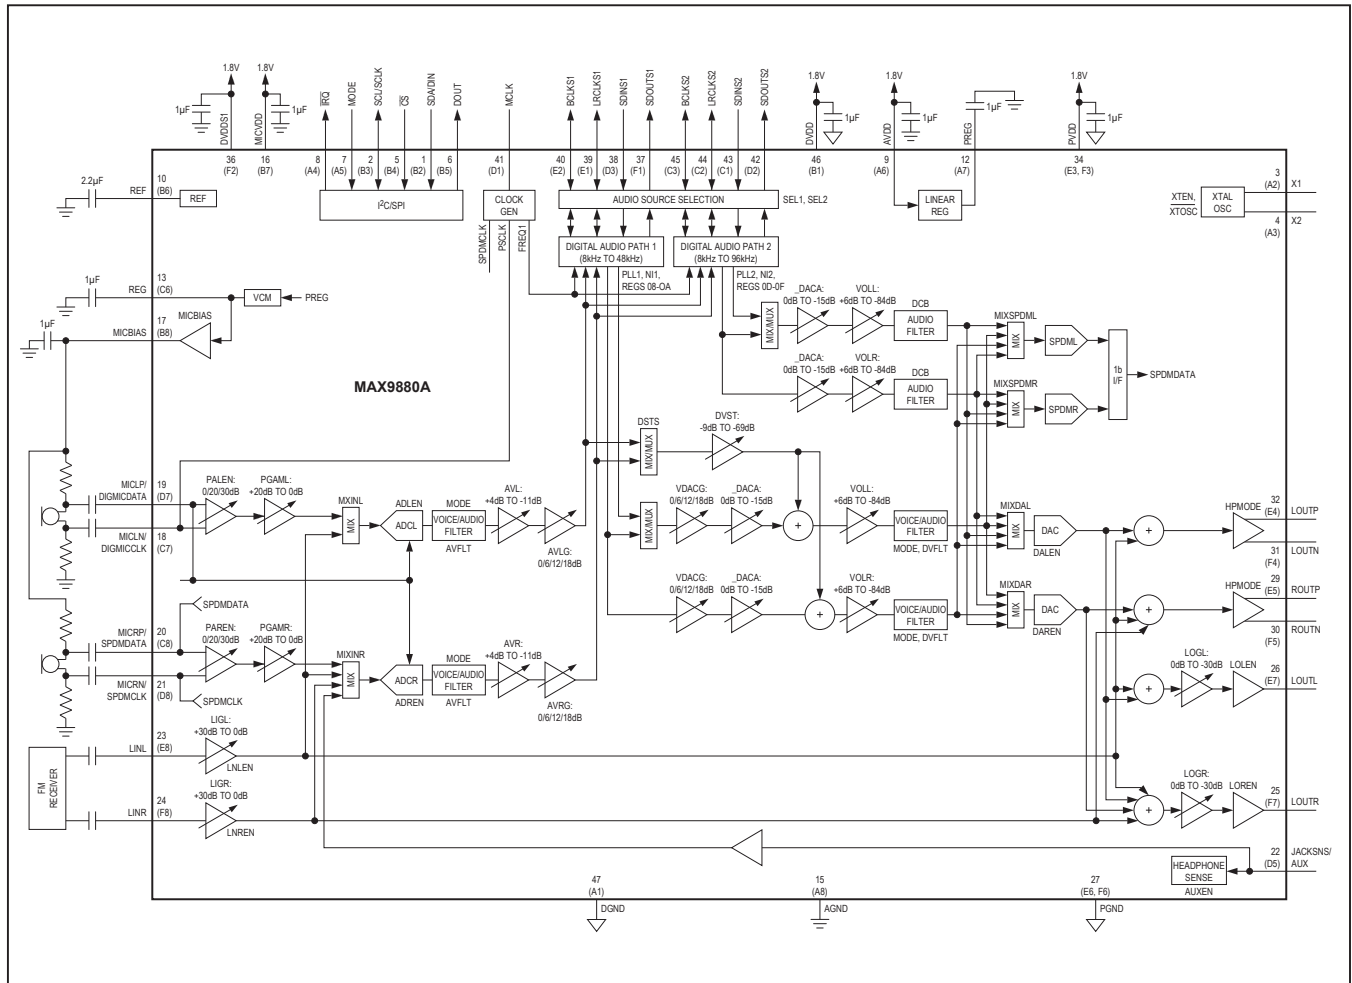 1.8V
1.8V
1µF
1µF
DVDDS1
MICVDD
IRQ
MODE
SCL/SCLK
CS
SDA/DIN
DOUT
MCLK
BCLKS1
LRCLKS1
SDINS1
SDOUTS1
BCLKS2
LRCLKS2
SDINS2
SDOUTS2
1.8V
1µF
DVDD
1.8V
1µF
AVDD
PREG
1µF
1.8V
1µF
PVDD
36
(F2)
16
(B7)
8
(A4)
7
(A5)
2
(B3)
5
(B4)
1
(B2)
6
(B5)
41
(D1)
40
(E2)
39
(E1)
38
(D3)
37
(F1)
45
(C3)
44
(C2)
43
(C1)
42
(D2)
46
(B1)
9
(A6)
12
(A7)
34
(E3, F3)
2.2µF
REF
10
(B6)
REF
I2C/SPI
CLOCK
GEN
AUDIO SOURCE SELECTION
SEL1, SEL2
LINEAR
REG
XTEN,
XTOSC
XTAL
OSC
3
(A2)
X1
4
(A3)
X2
SPDMCLK
PSCLK
FREQ1
DIGITAL AUDIO PATH 1
(8kHz TO 48kHz)
DIGITAL AUDIO PATH 2
(8kHz TO 96kHz)
PLL1, NI1,
REGS 08-OA
PLL2, NI2,
REGS 0D-0F
1µF
REG
13
(C6)
VCM
PREG
1µF
MICBIAS
17
(B8)
MICBIAS
MAX9880A
MIX/MUX
_DACA:
0dB TO -15dB
VOLL:
+6dB TO -84dB
DCB
AUDIO
FILTER
MIXSPDML
MIX
SPDML
_DACA:
0dB TO -15dB
VOLR:
+6dB TO -84dB
DCB
AUDIO
FILTER
MIXSPDMR
MIX
SPDMR
1b
I/F
SPDMDATA
DSTS
MIX/MUX
DVST:
-9dB TO -69dB
MICLP/
DIGMICDATA
19
(D7)
MICLN/
DIGMICCLK
18
(C7)
PALEN:
0/20/30dB
PGAML:
+20dB TO 0dB
MXINL
MIX
ADLEN
ADCL
MODE
VOICE/AUDIO
FILTER
AVFLT
AVL:
+4dB TO -11dB
AVLG:
0/6/12/18dB
MIX/MUX
VDACG:
0/6/12/18dB
_DACA:
0dB TO -15dB
+
VOLL:
+6dB TO -84dB
VOICE/AUDIO
FILTER
MODE, DVFLT
MIXDAL
MIX
DAC
DALEN
+
HPMODE
32
(E4)
LOUTP
31
(F4)
LOUTN
VDACG:
0/6/12/18dB
_DACA:
0dB TO -15dB
+
VOLR:
+6dB TO -84dB
VOICE/AUDIO
FILTER
MODE, DVFLT
MIXDAR
MIX
DAC
DAREN
+
HPMODE
29
(E5)
ROUTP
30
(F5)
ROUTN
SPDMDATA
MICRP/
SPDMDATA
20
(C8)
MICRN/
SPDMCLK
21
(D8)
SPDMCLK
PAREN:
0/20/30dB
PGAMR:
+20dB TO 0dB
MIXINR
MIX
ADCR
ADREN
MODE
VOICE/AUDIO
FILTER
AVFLT
AVR:
+4dB TO -11dB
AVRG:
0/6/12/18dB
+
LOGL:
0dB TO -30dB
LOLEN
26
(E7)
LOUTL
FM
RECEIVER
LINL
23
(E8)
LIGL:
+30dB TO 0dB
LNLEN
LINR
24
(F8)
LIGR:
+30dB TO 0dB
LNREN
+
LOGR:
0dB TO -30dB
LOREN
25
(F7)
LOUTR
HEADPHONE
SENSE
AUXEN
22
(D5)
JACKSNS/
AUX
47
(A1)
DGND
15
(A8)
AGND
27
(E6, F6)
PGND